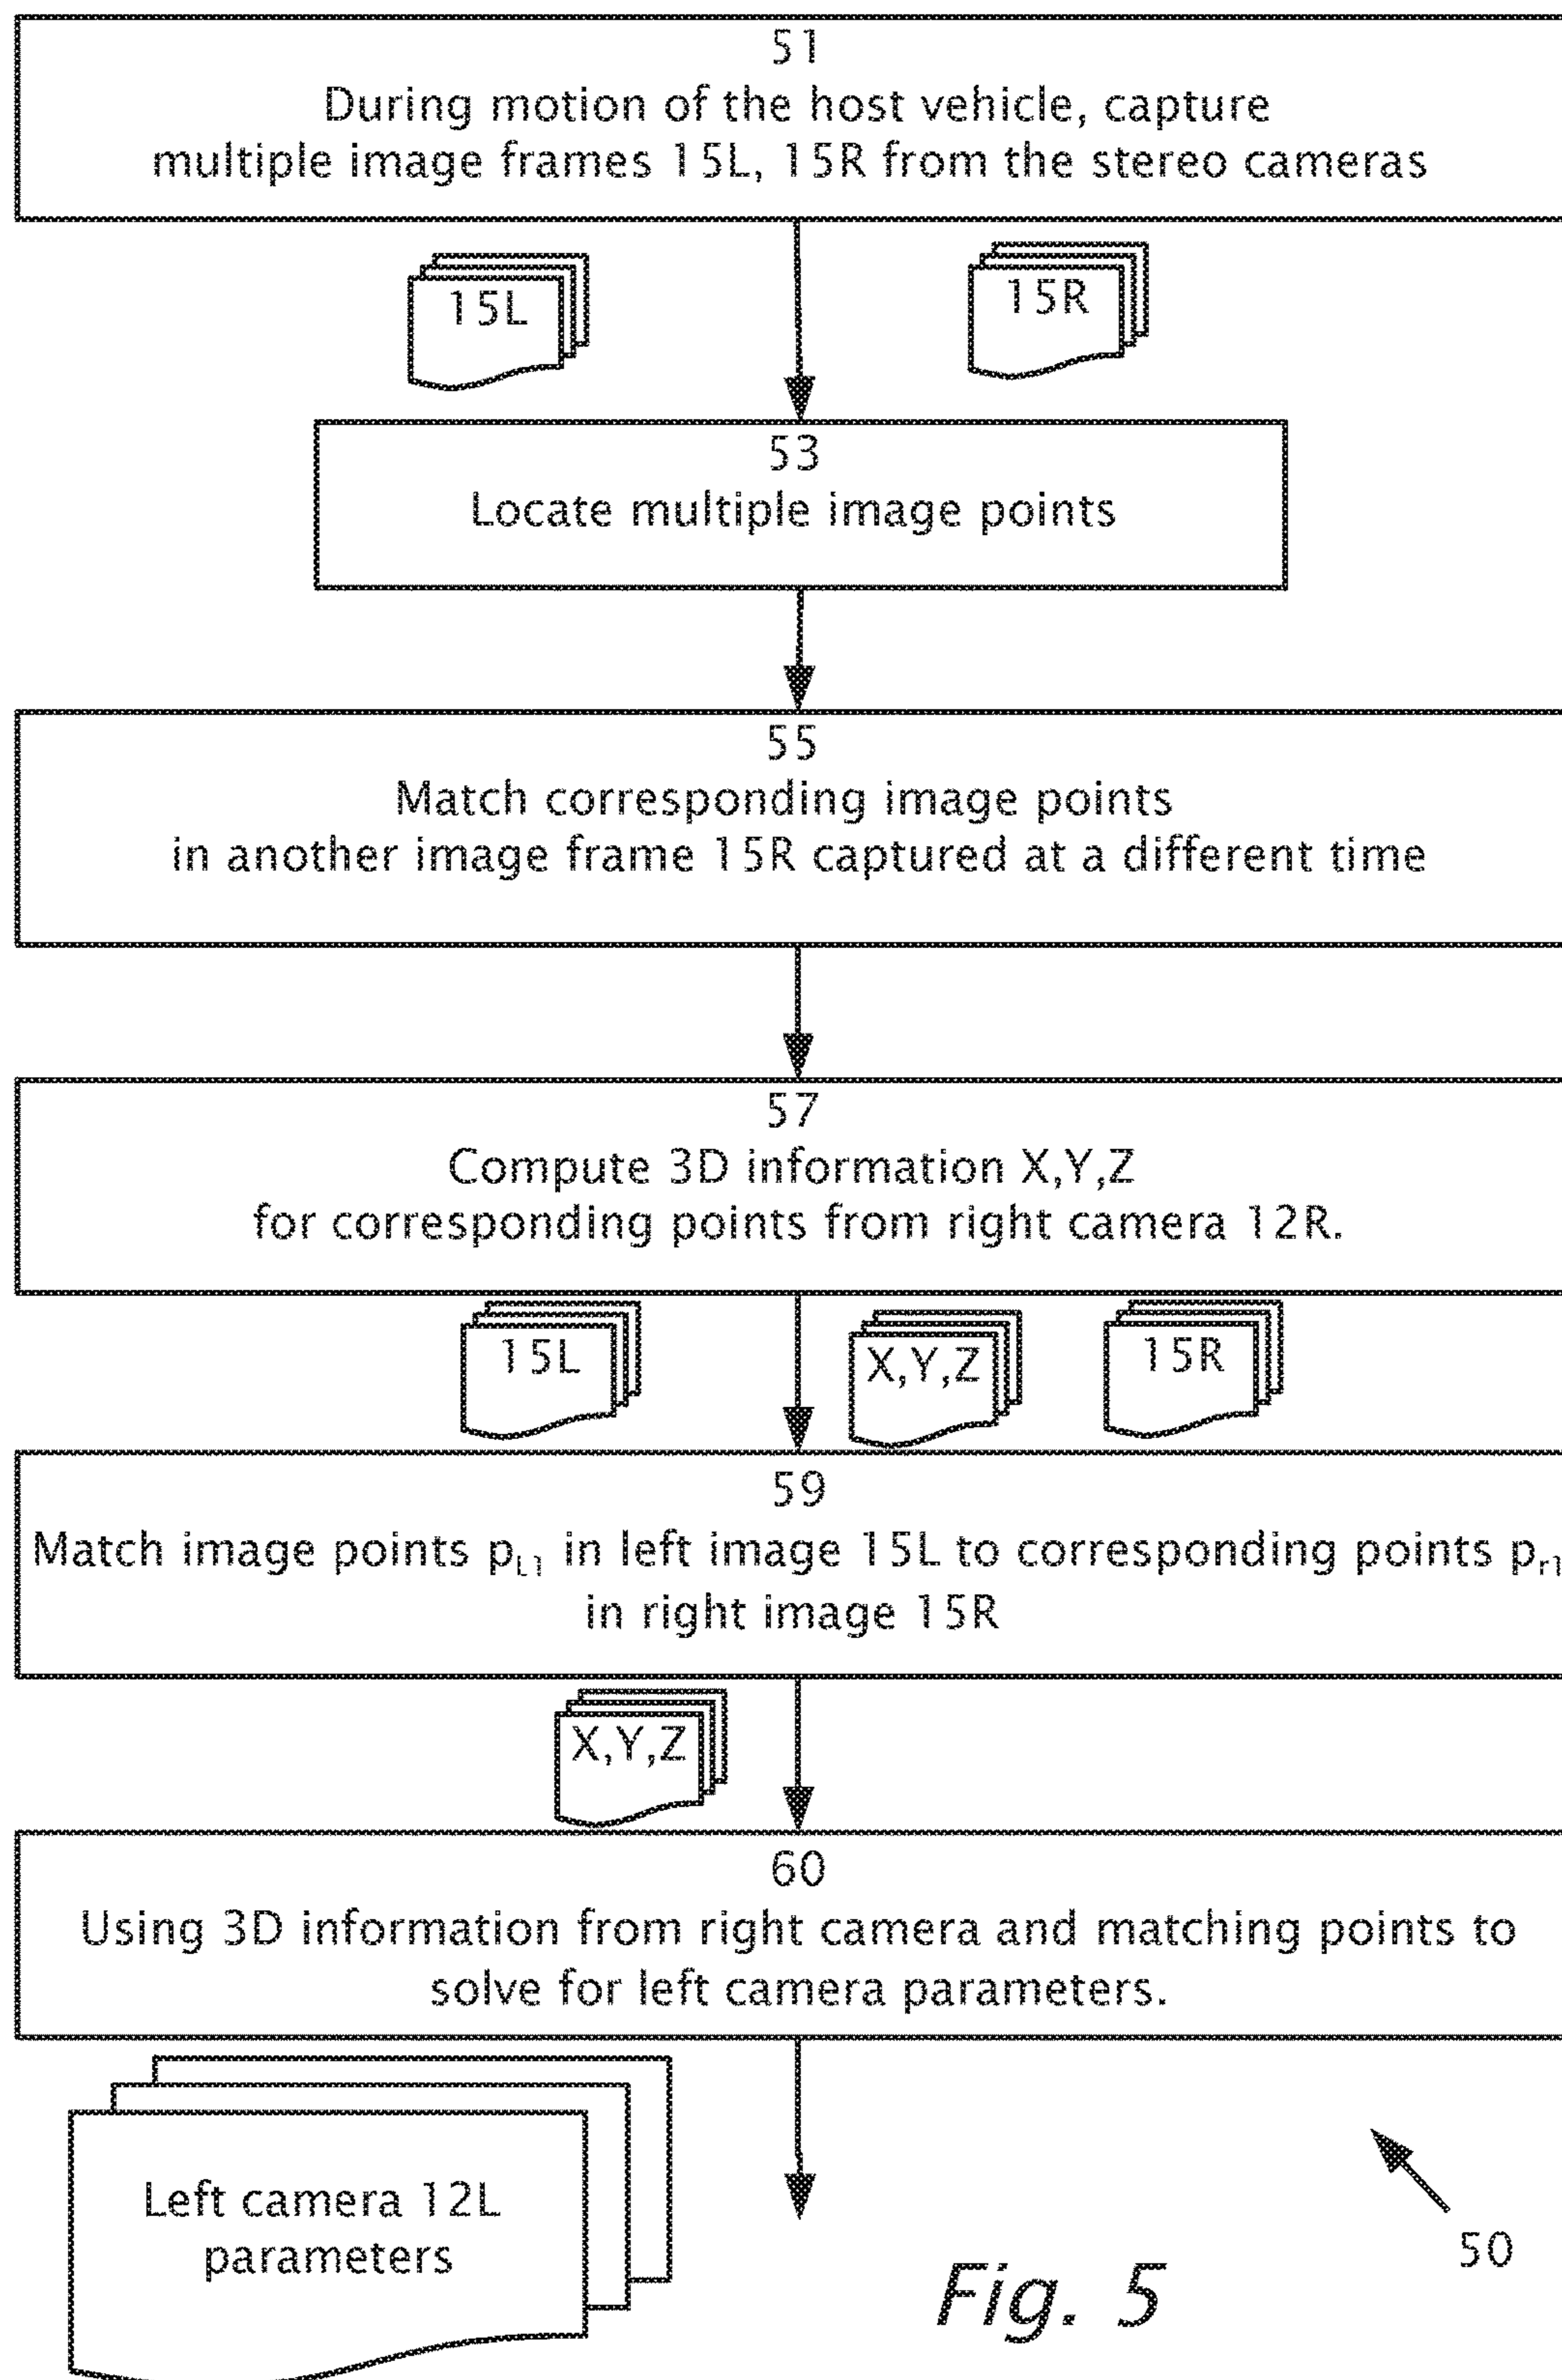 51
During motion of the host vehicle, capture
multiple image frames 15L, 15R from the stereo cameras
15L
15R
53
Locate multiple image points
55
Match corresponding image points
in another image frame 15R captured at a different time
57
Compute 3D information X,Y,Z
for corresponding points from right camera 12R.
15L
X,Y,Z
15R
59
Match image points pL1 in left image 15L to corresponding points pr1
in right image 15R
X,Y,Z
60
Using 3D information from right camera and matching points to
solve for left camera parameters.
Left camera 12L
parameters
50
Fig. 5